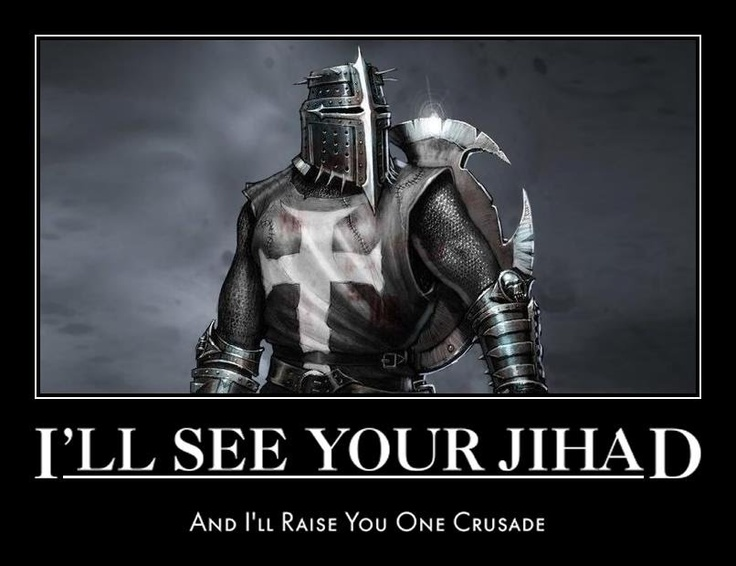 I'LL SEE YOUR JIHAD
And I'll Raise You One Crusade